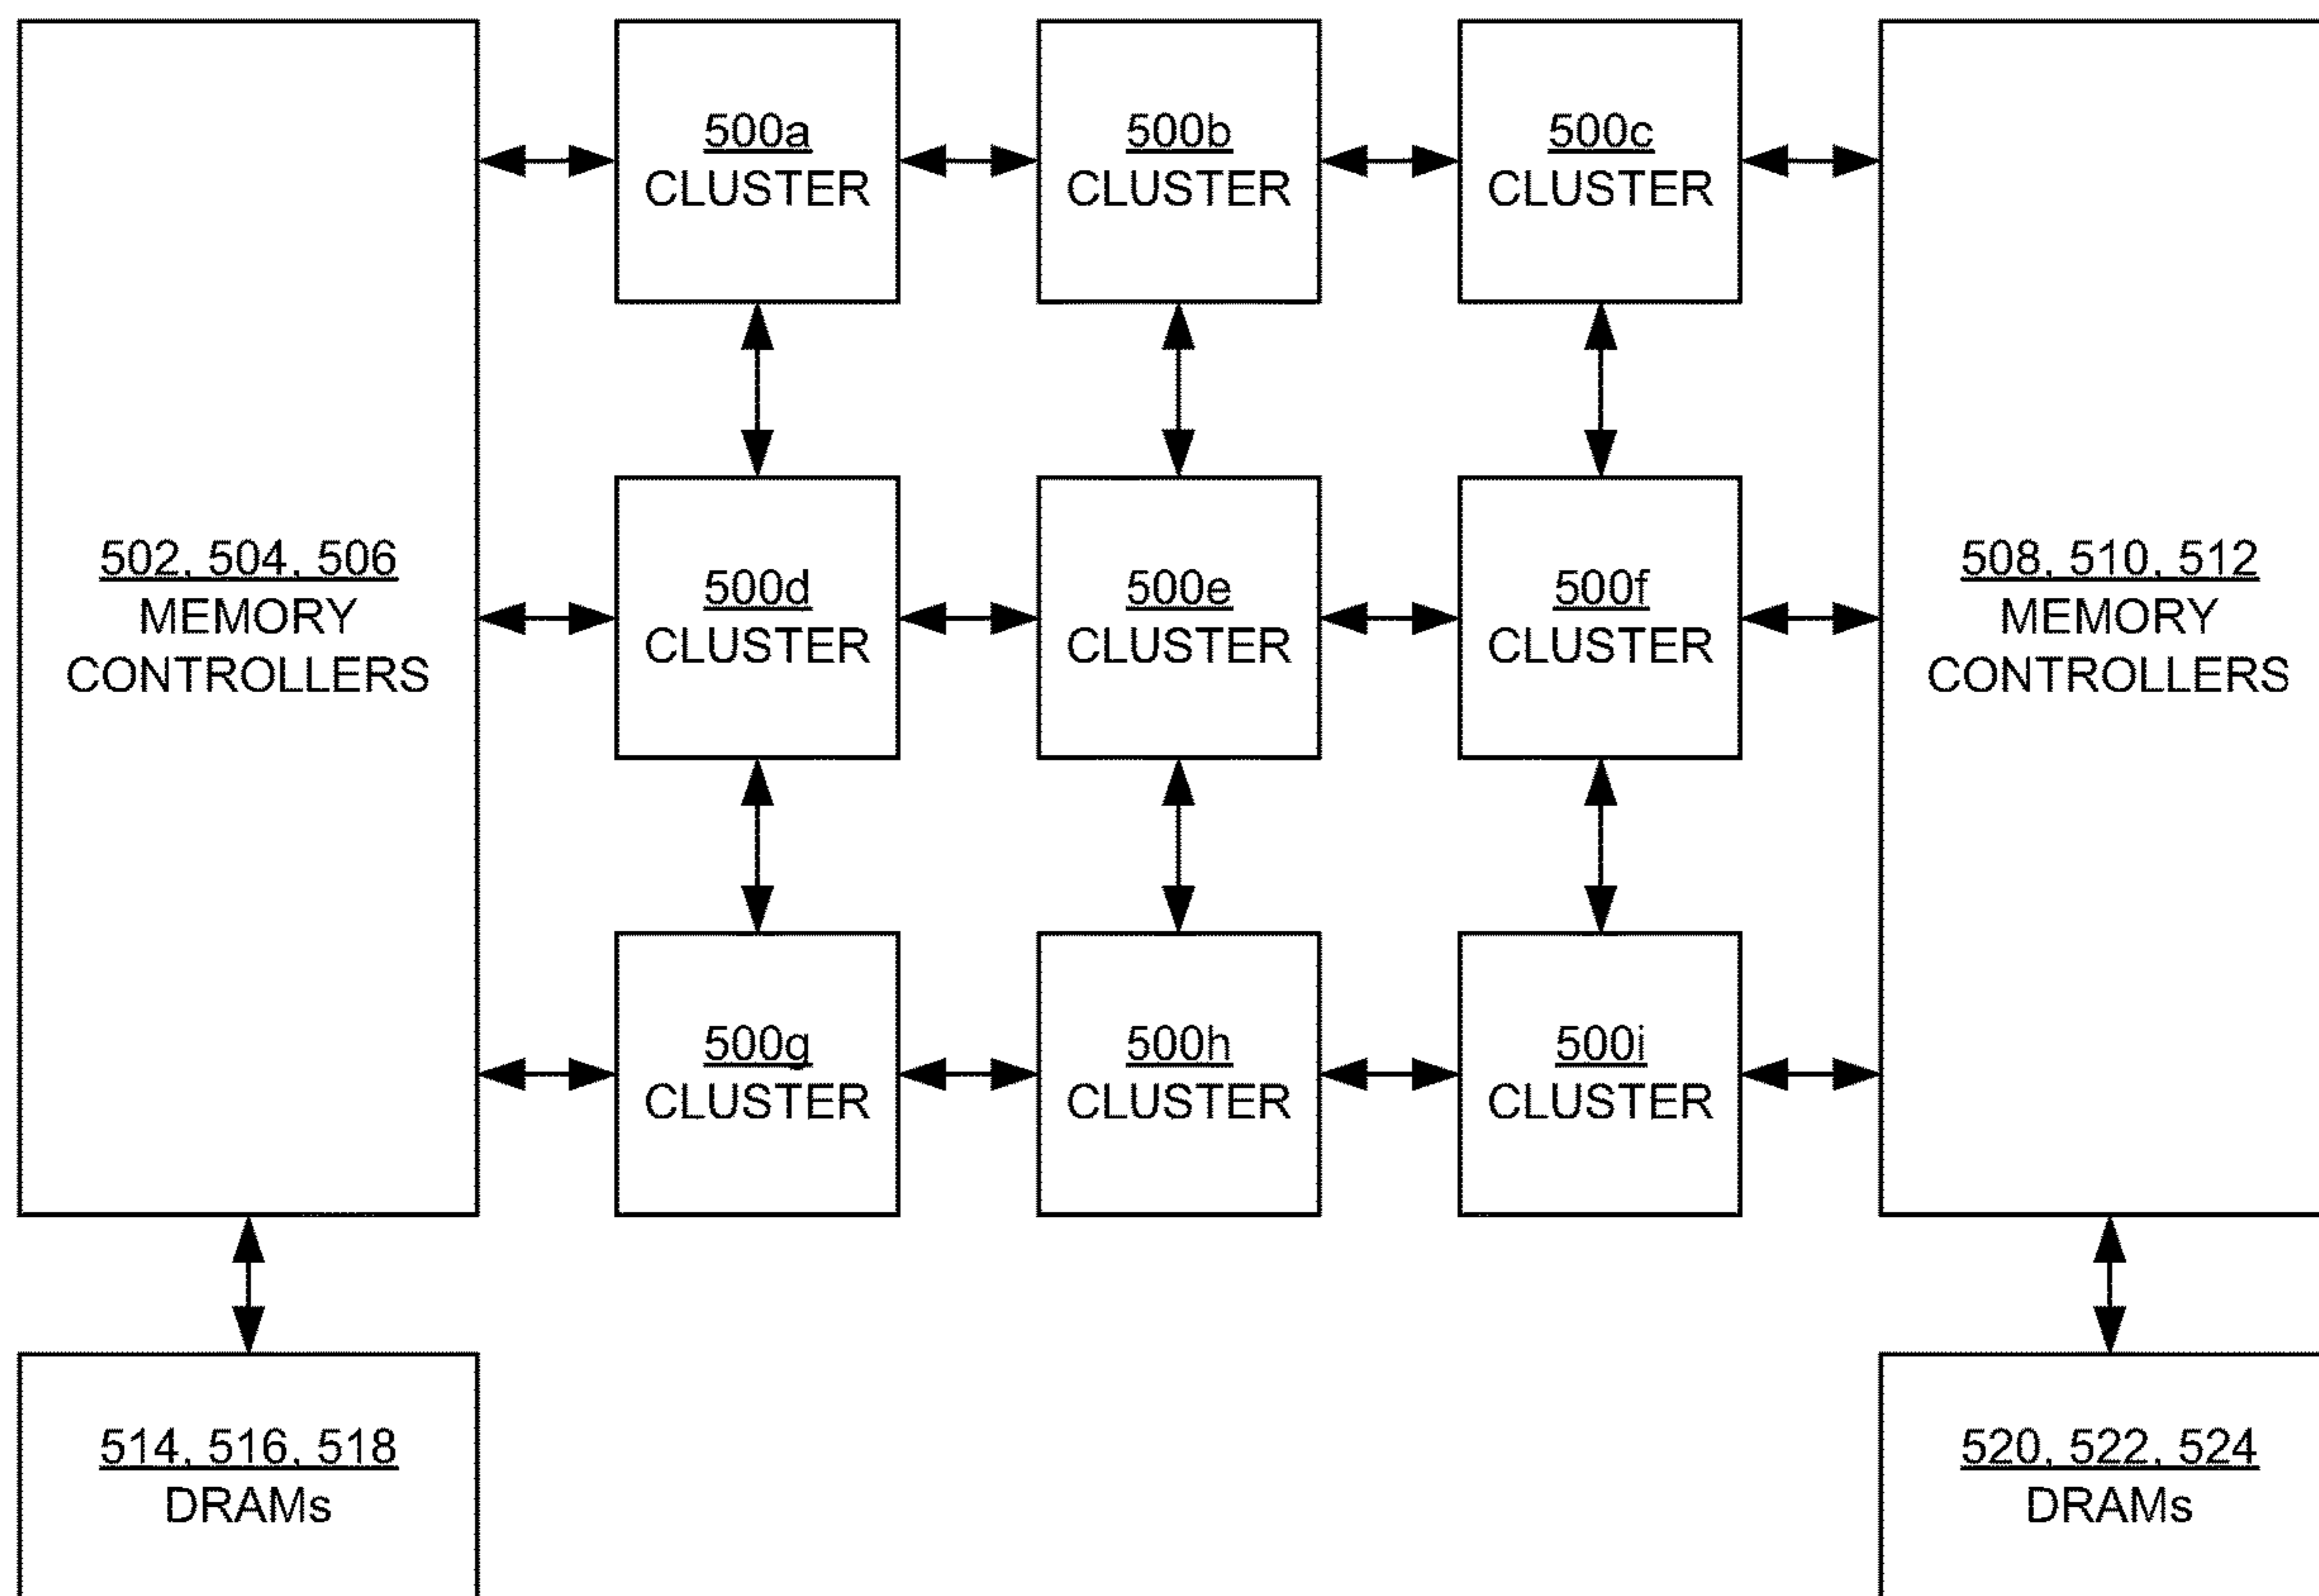 500a
CLUSTER
500b
CLUSTER
500c
CLUSTER
502, 504, 506
MEMORY
CONTROLLERS
500d
CLUSTER
500e
CLUSTER
500f
CLUSTER
508, 510, 512
MEMORY
CONTROLLERS
500g
CLUSTER
500h
CLUSTER
500i
CLUSTER
514, 516, 518
DRAMs
520, 522, 524
DRAMs